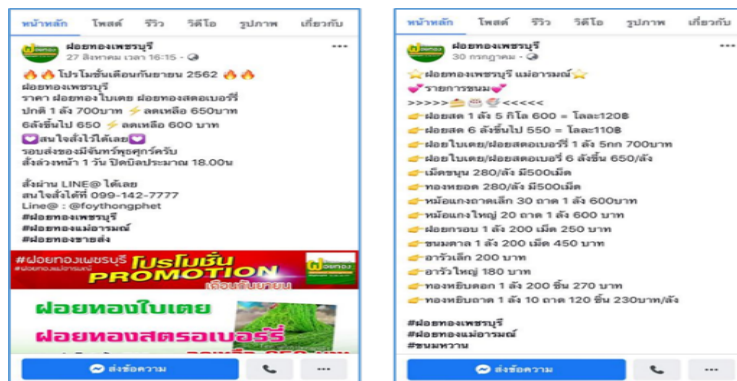 หน้าหลัก โพสต์ รีวิว วิดีโอ รูปภาพ เกี่ยวกับ
ฝอยทองเพชรบุรี
27 สิงหาคม เวลา 16:15
🔥🔥โปรโมชั่นเดือนกันยายน 2562 🔥🔥
ฝอยทองเพชรบุรี
ราคา ฝอยทองใบเตย ฝอยทองสตอเบอร์รี่
ปกติ 1 ลัง 700บาท ⚡ ลดเหลือ 650บาท
6ลังขึ้นไป 650 ⚡ ลดเหลือ 600 บาท
💟สนใจสั่งไว้ได้เลย💟
รอบส่งของมีจันทร์พุธศุกร์ครับ
สั่งล่วงหน้า 1 วัน ปิดบิลประมาณ 18.00น
สั่งผ่าน LINE@ ได้เลย
สนใจสั่งได้ที่ 099-142-7777
Line@ : @foythongphet
#ฝอยทองเพชรบุรี
#ฝอยทองแม่อารมณ์
#ฝอยทองขายส่ง
#ฝอยทองเพชรบุรี โปรโมชั่น
#ฝอยทองแม่อารมณ์ PROMOTION
ฝอยทอง
เดือนกันยายน
ฝอยทองใบเตย
ฝอยทองสตรอเบอร์รี่
ส่งข้อความ
หน้าหลัก โพสต์ รีวิว วิดีโอ รูปภาพ เกี่ยวกับ
ฝอยทองเพชรบุรี
30 กรกฎาคม
⭐ฝอยทองเพชรบุรี แม่อารมณ์⭐
💕รายการขนม💕
>>>>>🍰🎂🍭<<<<<
👉ฝอยสด 1 ลัง 5 กิโล 600 = โลละ120฿
👉ฝอยสด 6 ลังขึ้นไป 550 = โลละ110฿
👉ฝอยใบเตย/ฝอยสตอเบอรี่ 1 ลัง 5กก 700บาท
👉ฝอยใบเตย/ฝอยสตอเบอรี่ 6 ลังขึ้น 650/ลัง
👉เม็ดขนุน 280/ลัง มี500เม็ด
👉ทองหยอด 280/ลัง มี500เม็ด
👉หม้อแกงถาดเล็ก 30 ถาด 1 ลัง 600บาท
👉หม้อแกงใหญ่ 20 ถาด 1 ลัง 600 บาท
👉ฝอยกรอบ 1 ลัง 200 เม็ด 250 บาท
👉ขนมตาล 1 ลัง 200 เม็ด 450 บาท
👉อารัวเล็ก 200 บาท
👉อารัวใหญ่ 180 บาท
👉ทองหยิบดอก 1 ลัง 200 ชิ้น 270 บาท
👉ทองหยิบถาด 1 ลัง 10 ถาด 120 ชิ้น 230บาท/ลัง
#ฝอยทองเพชรบุรี
#ฝอยทองแม่อารมณ์
#ขนมหวาน
ส่งข้อความ